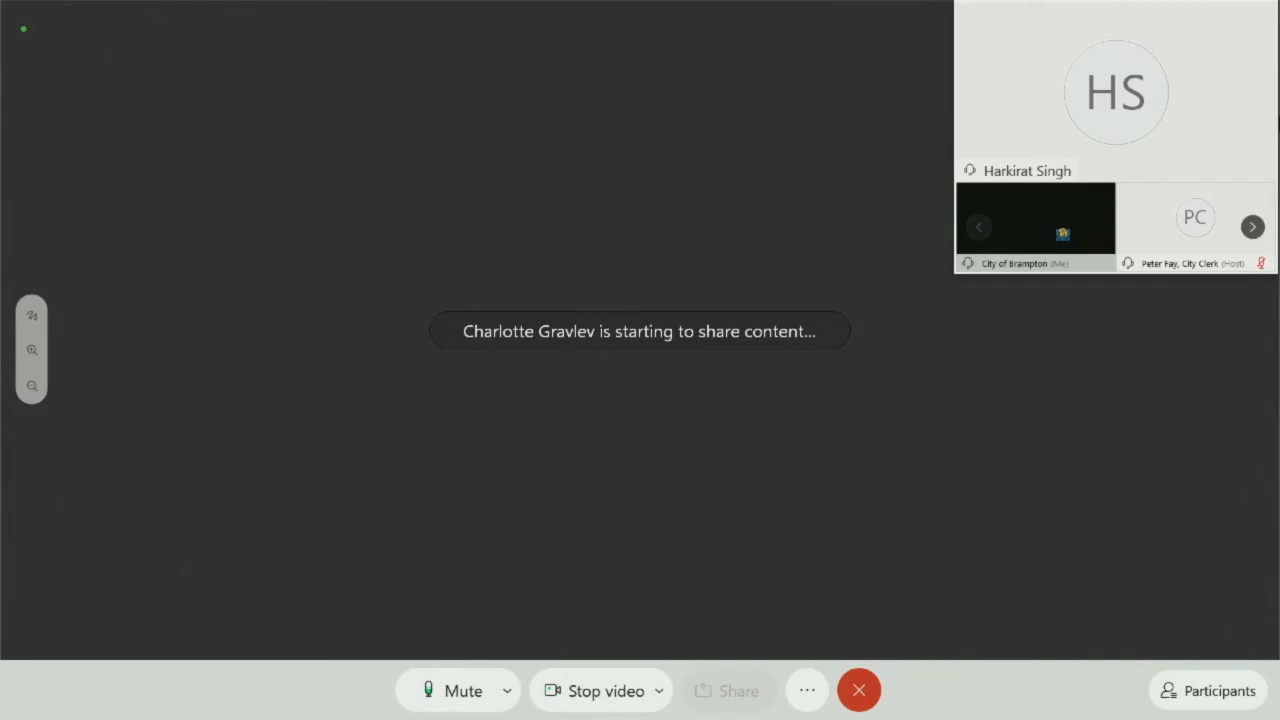 HS
Harkirat Singh
PC
City of Brampton (Me)
Peter Fay, City Clerk (Host)
Charlotte Gravlev is starting to share content...
Mute
Stop video
Share
Participants